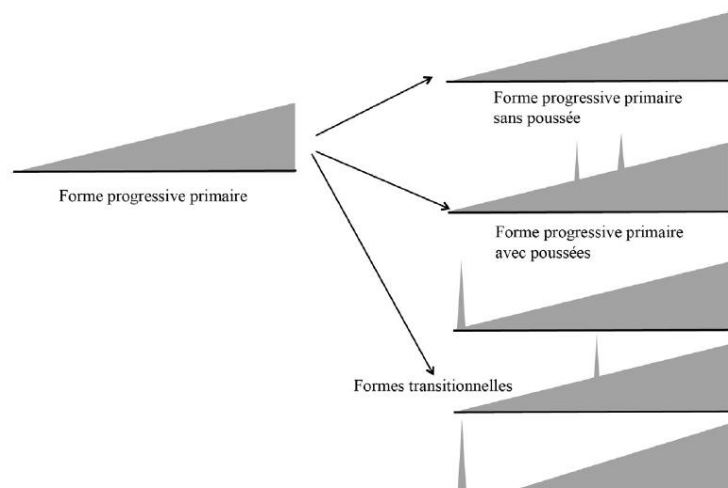 Forme progressive primaire
sans poussée
Forme progressive primaire
Forme progressive primaire
avec poussées
Formes transitionnelles